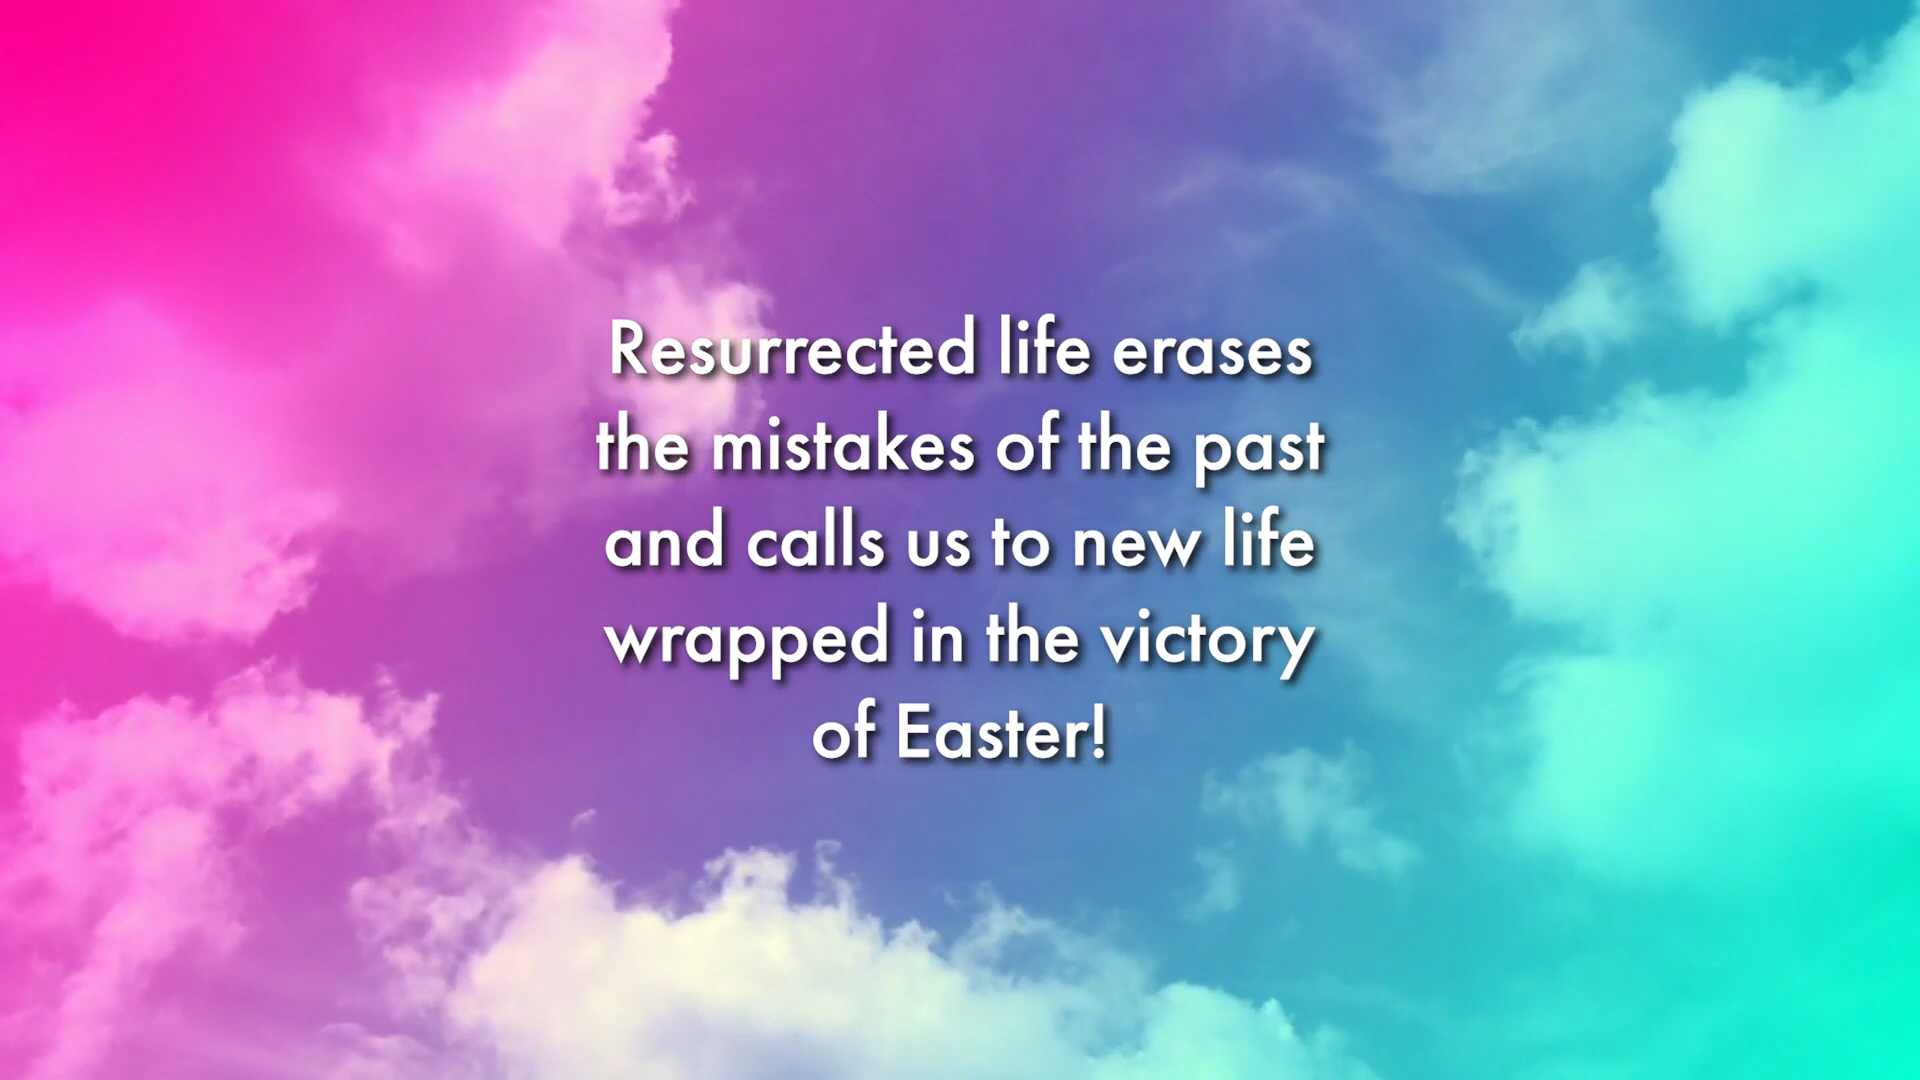 Resurrected life erases
the mistakes of the past
and calls us to new life
wrapped in the victory
of Easter!